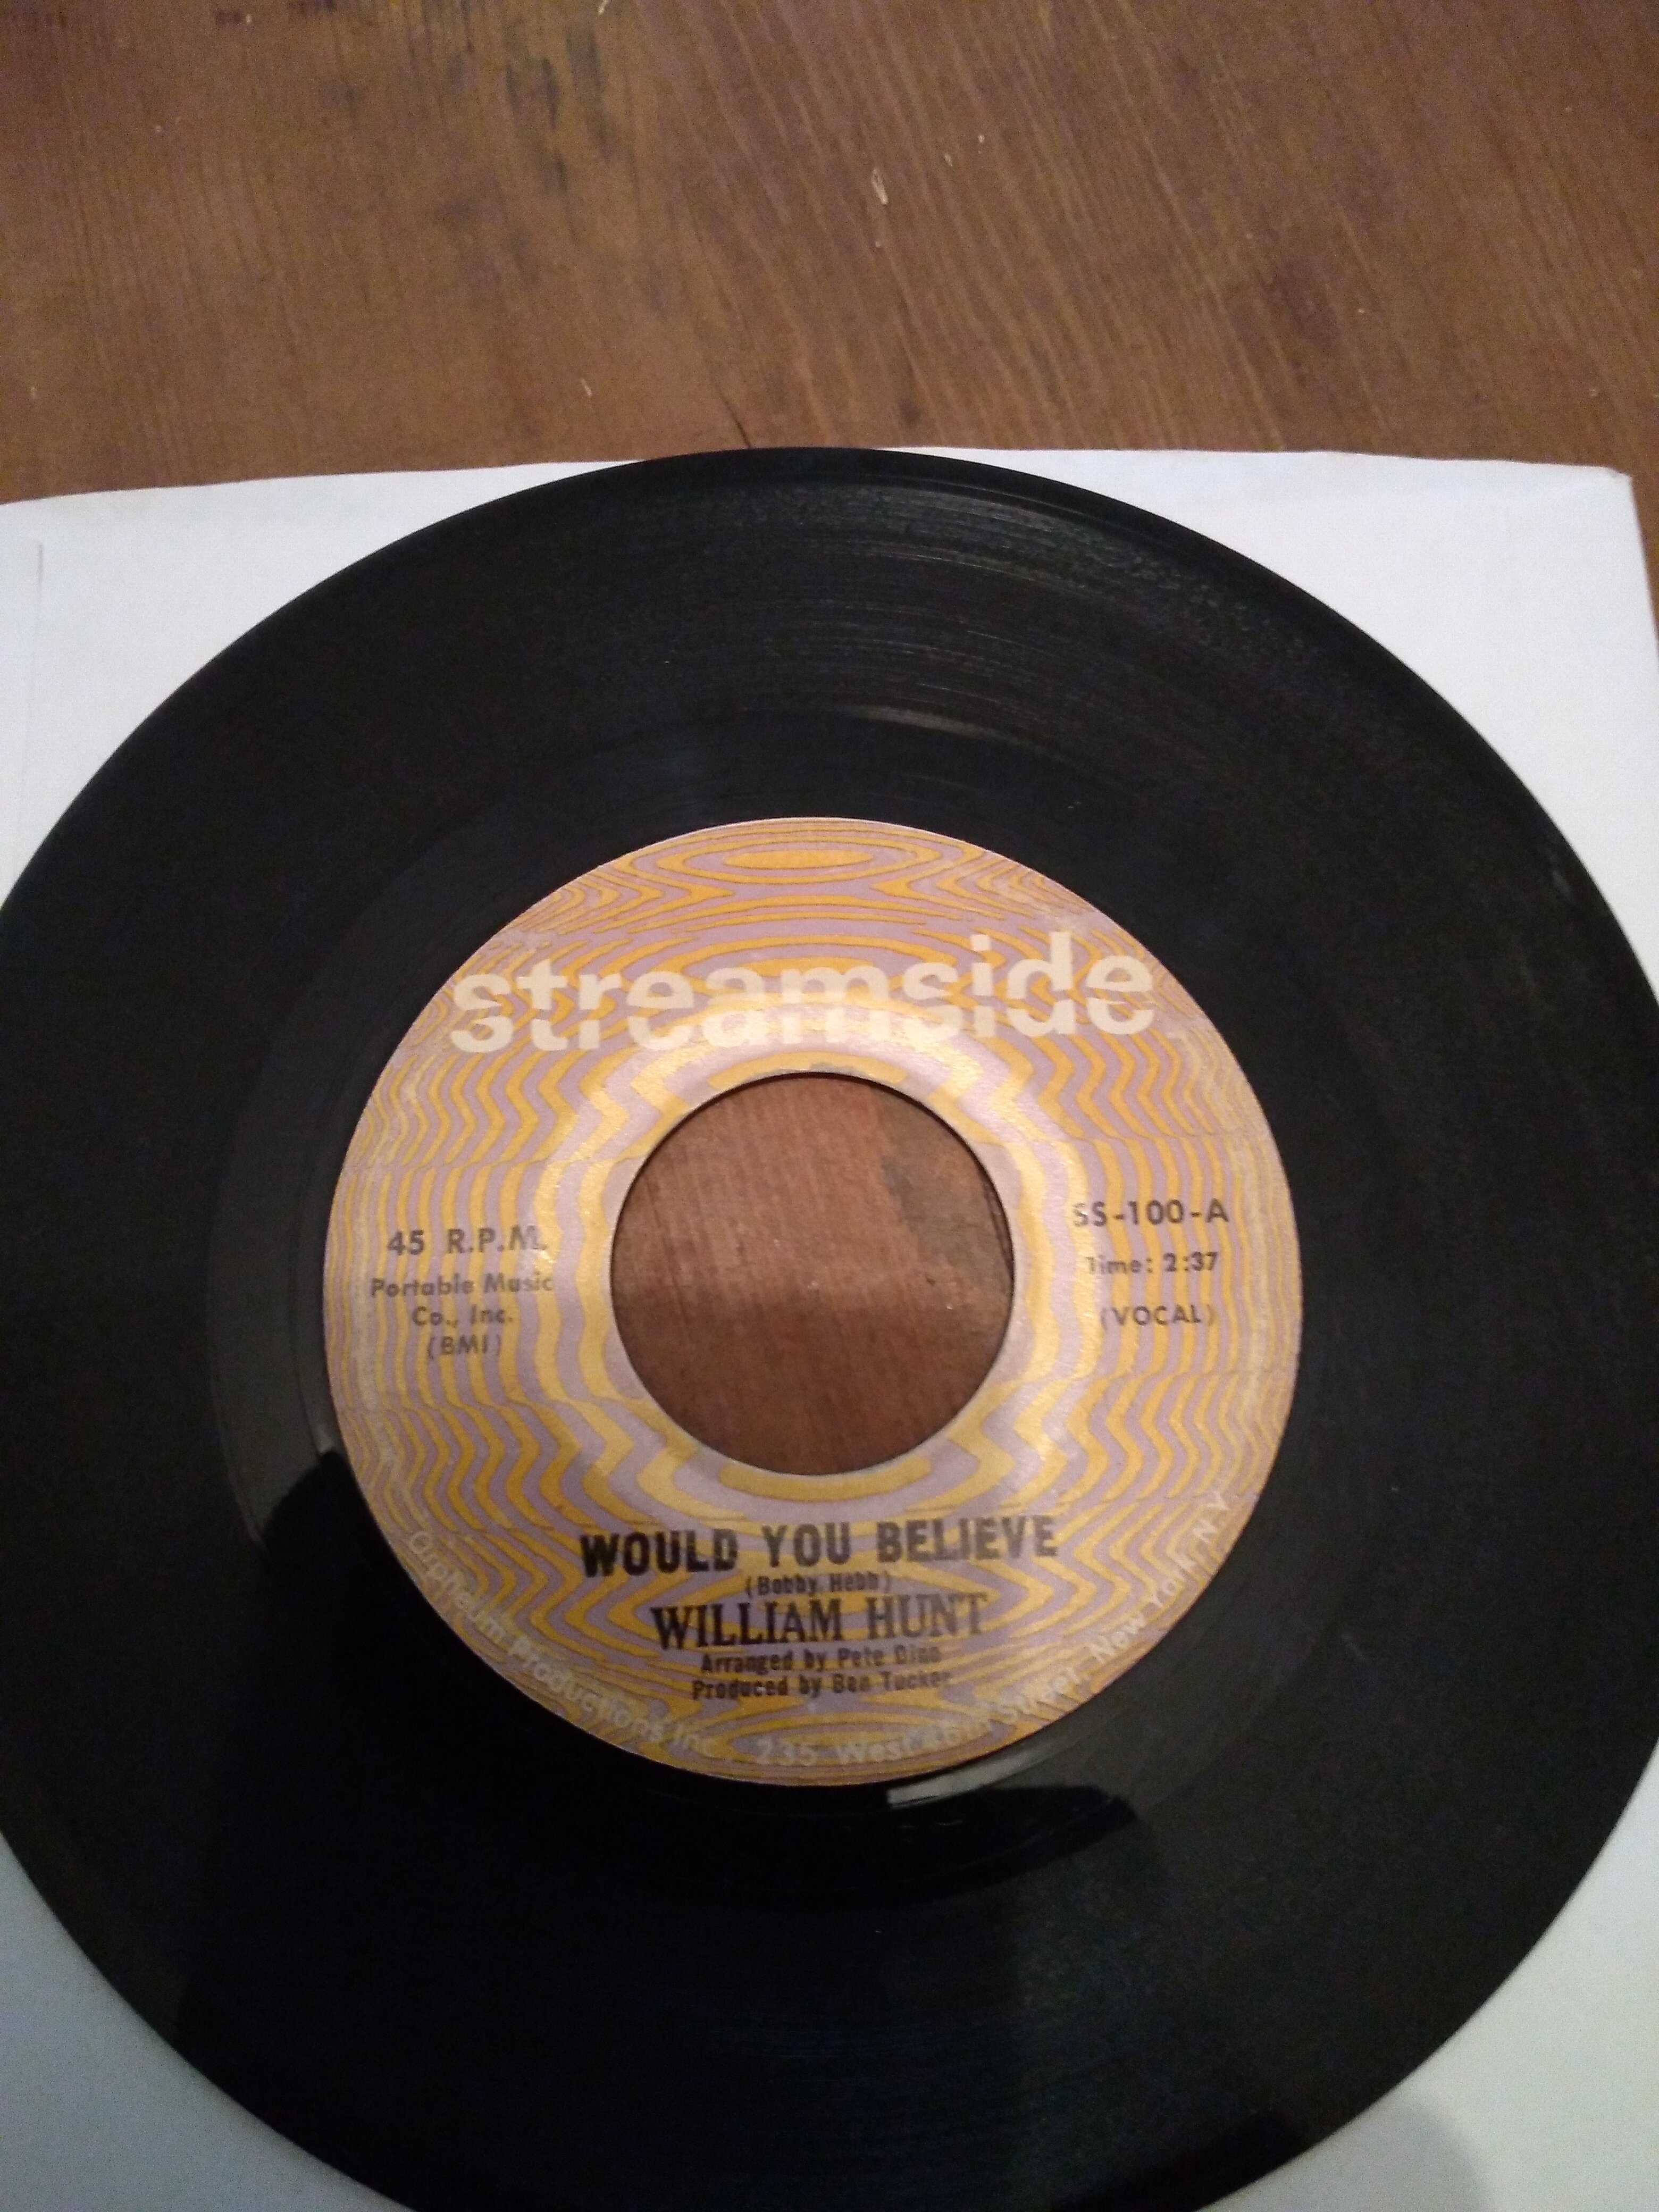 streamside
45 R.P.M.
Portable Music
Co., Inc.
(BMI)
SS-100-A
Time: 2:37
(VOCAL)
WOULD YOU BELIEVE
(Bobby Hebb)
WILLIAM HUNT
Arranged by Pete Dino
Produced by Ben Tucker
Orpheum Productions Inc. 235 West Street, New York N.Y.